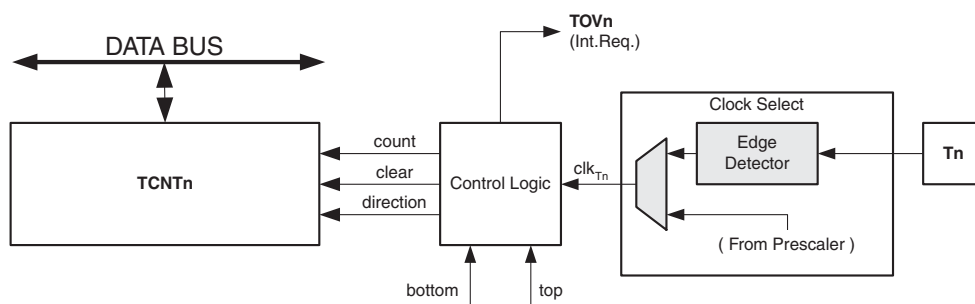 TOVn
(Int.Req.)
DATA BUS
Clock Select
TCNTn
count
clear
direction
Control Logic
clkTn
Edge
Detector
Tn
( From Prescaler )
bottom
top